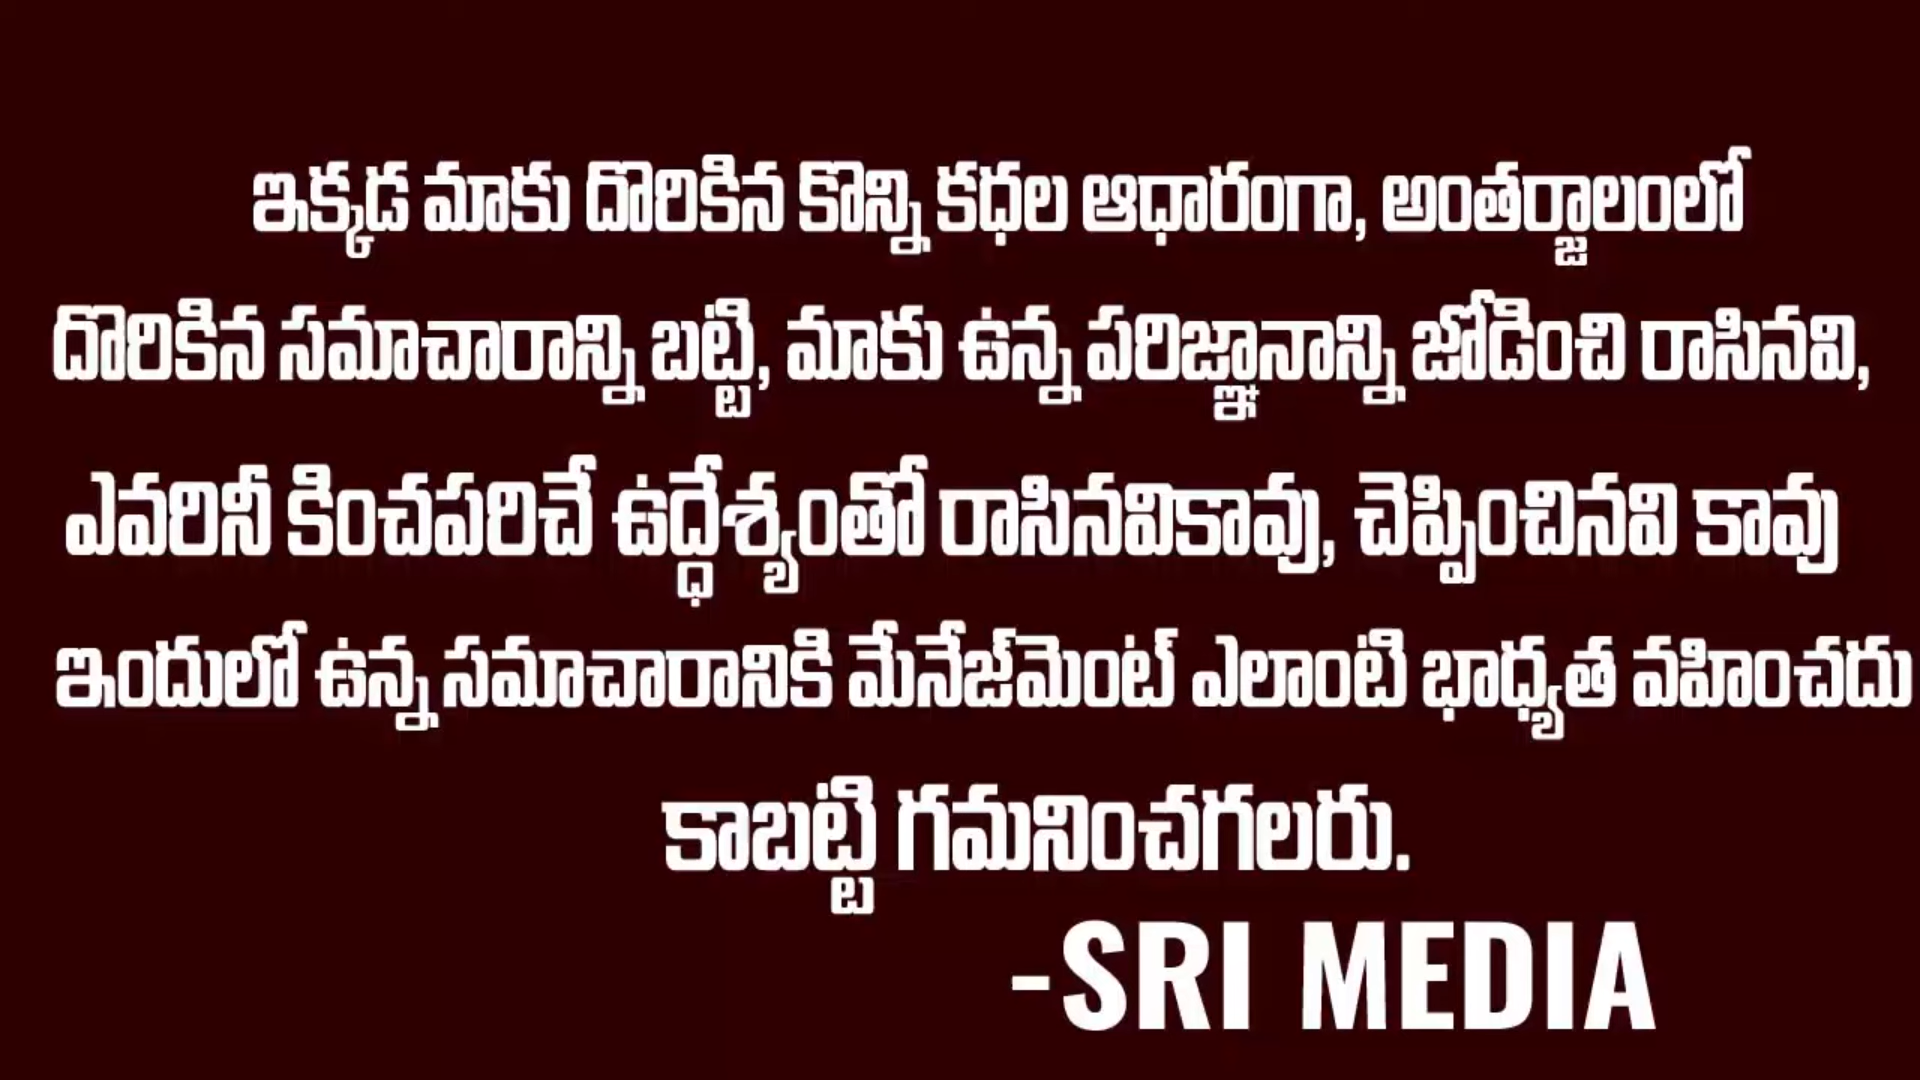 ఇక్కడ మాకు దొరికిన కొన్ని కధల ఆధారంగా, అంతర్జాలంలో
దొరికిన సమాచారాన్ని బట్టి, మాకు ఉన్న పరిజ్ఞానాన్ని జోడించి రాసినవి,
ఎవరినీ కించపరిచే ఉద్ధేశ్యంతో రాసినవికావు, చెప్పించినవి కావు
ఇందులో ఉన్న సమాచారానికి మేనేజ్‌మెంట్ ఎలాంటి భాధ్యత వహించదు
కాబట్టి గమనించగలరు.
-SRI MEDIA